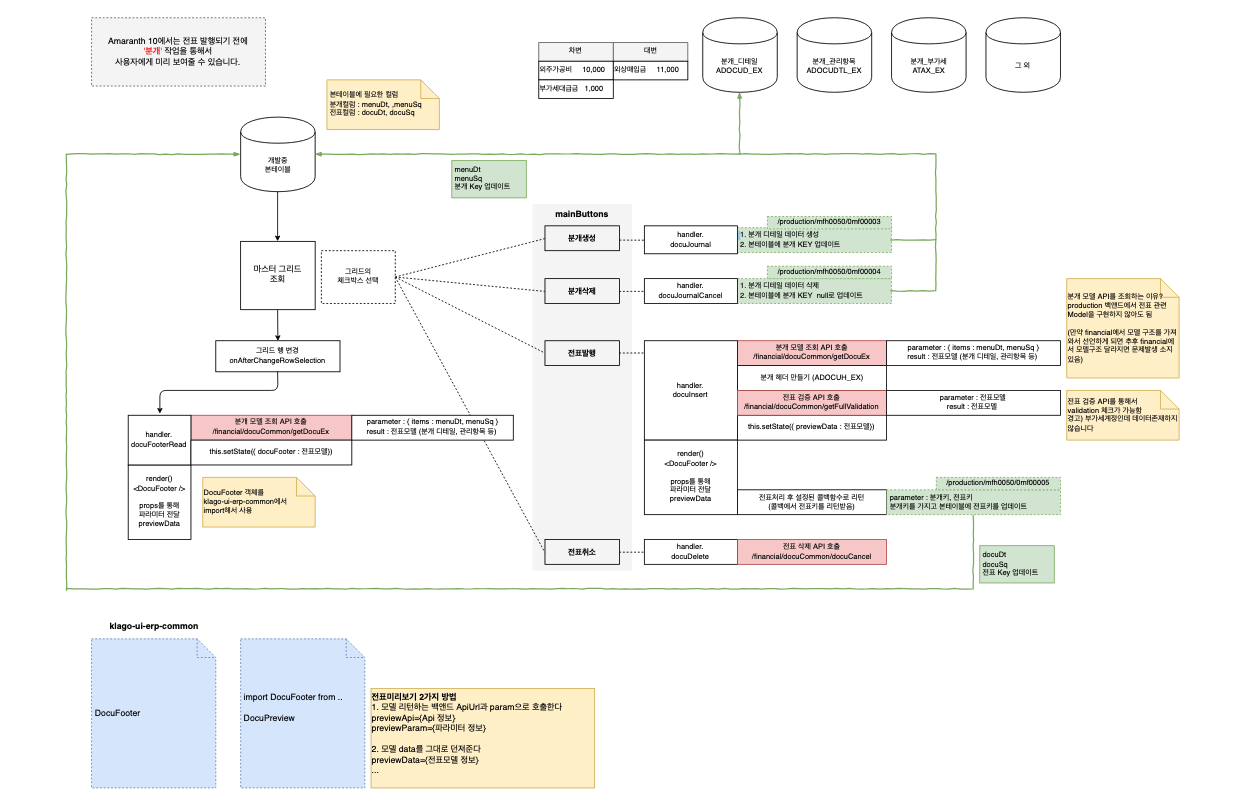 Amaranth 10에서는 전표 발행되기 전에
'분개' 작업을 통해서
사용자에게 미리 보여줄 수 있습니다.
차변 대변
외주가공비 10,000 외상매입금 11,000
부가세대급금 1,000
분개_디테일
ADOCUD_EX
분개_관리항목
ADOCUDTL_EX
분개_부가세
ATAX_EX
그 외
본테이블에 필요한 컬럼
분개컬럼 : menuDt, ,menuSq
전표컬럼 : docuDt, docuSq
개발중
본테이블
menuDt
menuSq
분개 Key 업데이트
마스터 그리드
조회
그리드의
체크박스 선택
그리드 행 변경
onAfterChangeRowSelection
mainButtons
분개생성
handler.
docuJournal
/production/mfh0050/0mf00003
1. 분개 디테일 데이터 생성
2. 본테이블에 분개 KEY 업데이트
분개삭제
handler.
docuJournalCancel
/production/mfh0050/0mf00004
1. 분개 디테일 데이터 삭제
2. 본테이블에 분개 KEY null로 업데이트
전표발행
handler.
docuInsert
분개 모델 조회 API 호출
/financial/docuCommon/getDocuEx
parameter : { items : menuDt, menuSq }
result : 전표모델 (분개 디테일, 관리항목 등)
분개 헤더 만들기 (ADOCUH_EX)
전표 검증 API 호출
/financial/docuCommon/getFullValidation
parameter : 전표모델
result : 전표모델
this.setState({ previewData : 전표모델})
render()
<DocuFooter />
props를 통해
파라미터 전달
previewData
전표처리 후 설정된 콜백함수로 리턴
(콜백에서 전표키를 리턴받음)
/production/mfh0050/0mf00005
parameter : 분개키, 전표키
분개키를 가지고 본테이블에 전표키를 업데이트
전표취소
handler.
docuDelete
전표 삭제 API 호출
/financial/docuCommon/docuCancel
docuDt
docuSq
전표 Key 업데이트
분개 모델 API를 조회하는 이유?
production 백앤드에서 전표 관련
Model을 구현하지 않아도 됨
(만약 financial에서 모델 구조를 가져
와서 선언하게 되면 추후 financial에
서 모델구조 달라지면 문제발생 소지
있음)
전표 검증 API를 통해서
validation 체크가 가능함
경고) 부가세계정인데 데이터존재하지
않습니다
handler.
docuFooterRead
분개 모델 조회 API 호출
/financial/docuCommon/getDocuEx
parameter : { items : menuDt, menuSq }
result : 전표모델 (분개 디테일, 관리항목 등)
this.setState({ docuFooter : 전표모델})
render()
<DocuFooter />
props를 통해
파라미터 전달
previewData
DocuFooter 객체를
klago-ui-erp-common에서
import해서 사용
klago-ui-erp-common
DocuFooter
import DocuFooter from ..
DocuPreview
전표미리보기 2가지 방법
1. 모델 리턴하는 백앤드 ApiUrl과 param으로 호출한다
previewApi={Api 정보}
previewParam={파라미터 정보}
2. 모델 data를 그대로 던져준다
previewData={전표모델 정보}
...